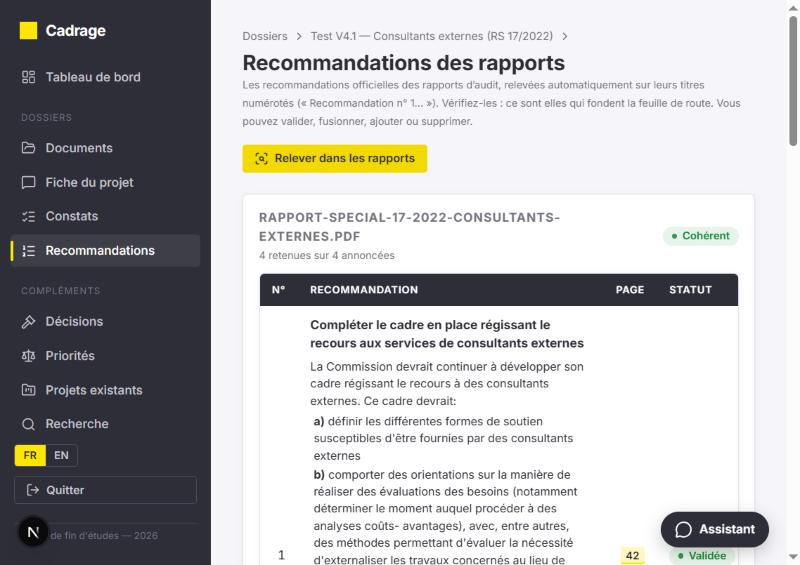 Cadrage
Tableau de bord
DOSSIERS
Documents
Fiche du projet
Constats
Recommandations
COMPLÉMENTS
Décisions
Priorités
Projets existants
Recherche
FR EN
Quitter
N de fin d'études — 2026
Dossiers > Test V4.1 — Consultants externes (RS 17/2022) >
Recommandations des rapports
Les recommandations officielles des rapports d'audit, relevées automatiquement sur leurs titres
numérotés (« Recommandation n° 1... »). Vérifiez-les : ce sont elles qui fondent la feuille de route. Vous
pouvez valider, fusionner, ajouter ou supprimer.
Relever dans les rapports
RAPPORT-SPECIAL-17-2022-CONSULTANTS-
EXTERNES.PDF
Cohérent
4 retenues sur 4 annoncées
N° RECOMMANDATION PAGE STATUT
Compléter le cadre en place régissant le
recours aux services de consultants externes
La Commission devrait continuer à développer son
cadre régissant le recours à des consultants
externes. Ce cadre devrait:
a) définir les différentes formes de soutien
susceptibles d'être fournies par des consultants
externes
b) comporter des orientations sur la manière de
réaliser des évaluations des besoins (notamment
déterminer le moment auquel procéder à des
analyses coûts- avantages), avec, entre autres,
des méthodes permettant d'évaluer la nécessité
1 d'externaliser les travaux concernés au lieu de 42 Validée
Assistant